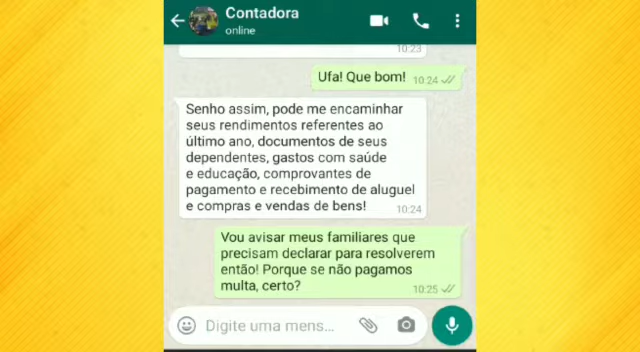 Contadora
online
10:23
Ufa! Que bom! 10:24
Senho assim, pode me encaminhar
seus rendimentos referentes ao
último ano, documentos de seus
dependentes, gastos com saúde
e educação, comprovantes de
pagamento e recebimento de aluguel
e compras e vendas de bens!
10:24
Vou avisar meus familiares que
precisam declarar para resolverem
então! Porque se não pagamos
multa, certo? 10:25
Digite uma mens...